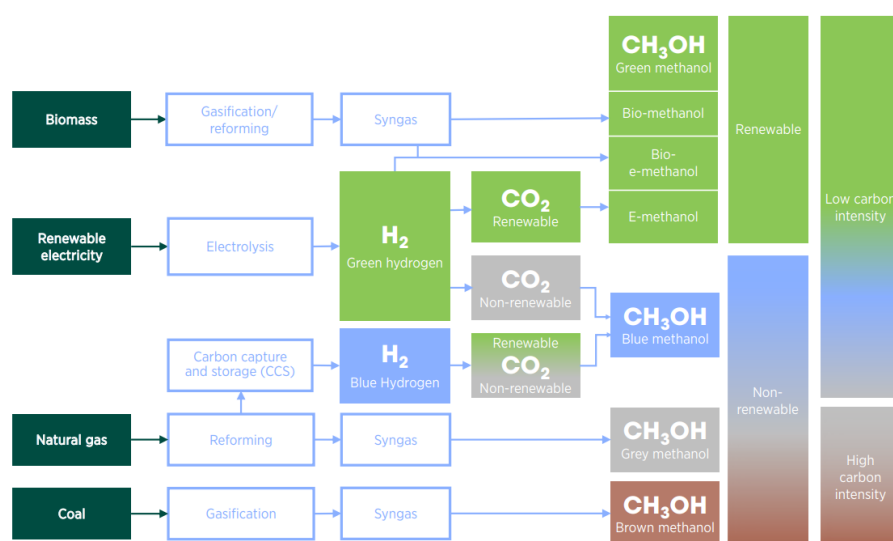 CH₃OH
Green methanol
Biomass
Gasification/
reforming
Syngas
Bio-methanol
Renewable
Bio-
e-methanol
Low carbon
intensity
Renewable
electricity
Electrolysis
H₂
Green hydrogen
CO₂
Renewable
E-methanol
CO₂
Non-renewable
CH₃OH
Blue methanol
Carbon capture
and storage (CCS)
H₂
Blue Hydrogen
Renewable
CO₂
Non-renewable
Non-
renewable
Natural gas
Reforming
Syngas
CH₃OH
Grey methanol
High
carbon
intensity
Coal
Gasification
Syngas
CH₃OH
Brown methanol